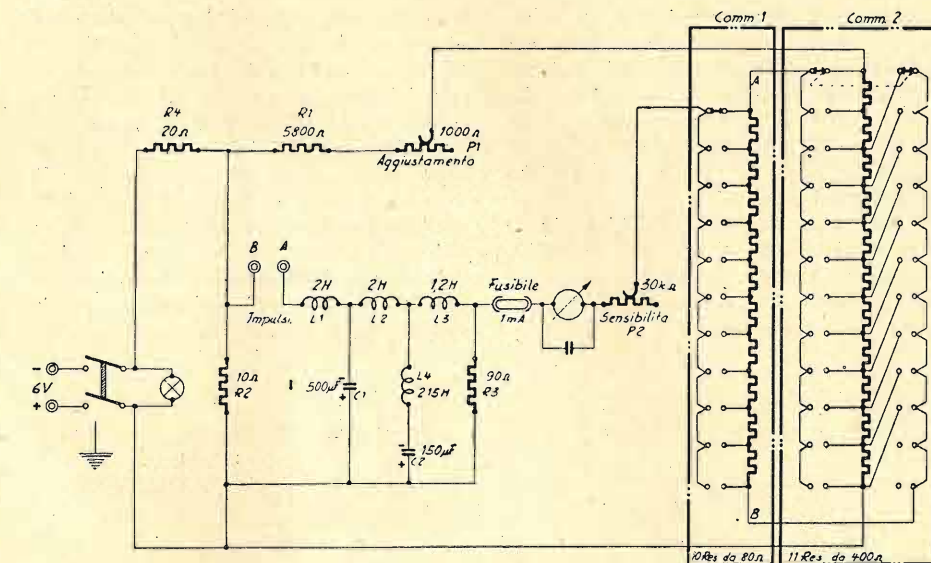 Comm 1
Comm. 2
A
R4
20Ω
R1
5800Ω
1000Ω
P1
Aggiustamento
B
A
2H
L1
2H
L2
1,2H
L3
Fusibile
1mA
30kΩ
Sensibilita
P2
Impulsi
-
6V
+
10Ω
R2
500µF
+
C1
L4
215H
-
150µF
+
C2
90Ω
R3
B
10 Res da 80Ω
11 Res. da 400Ω